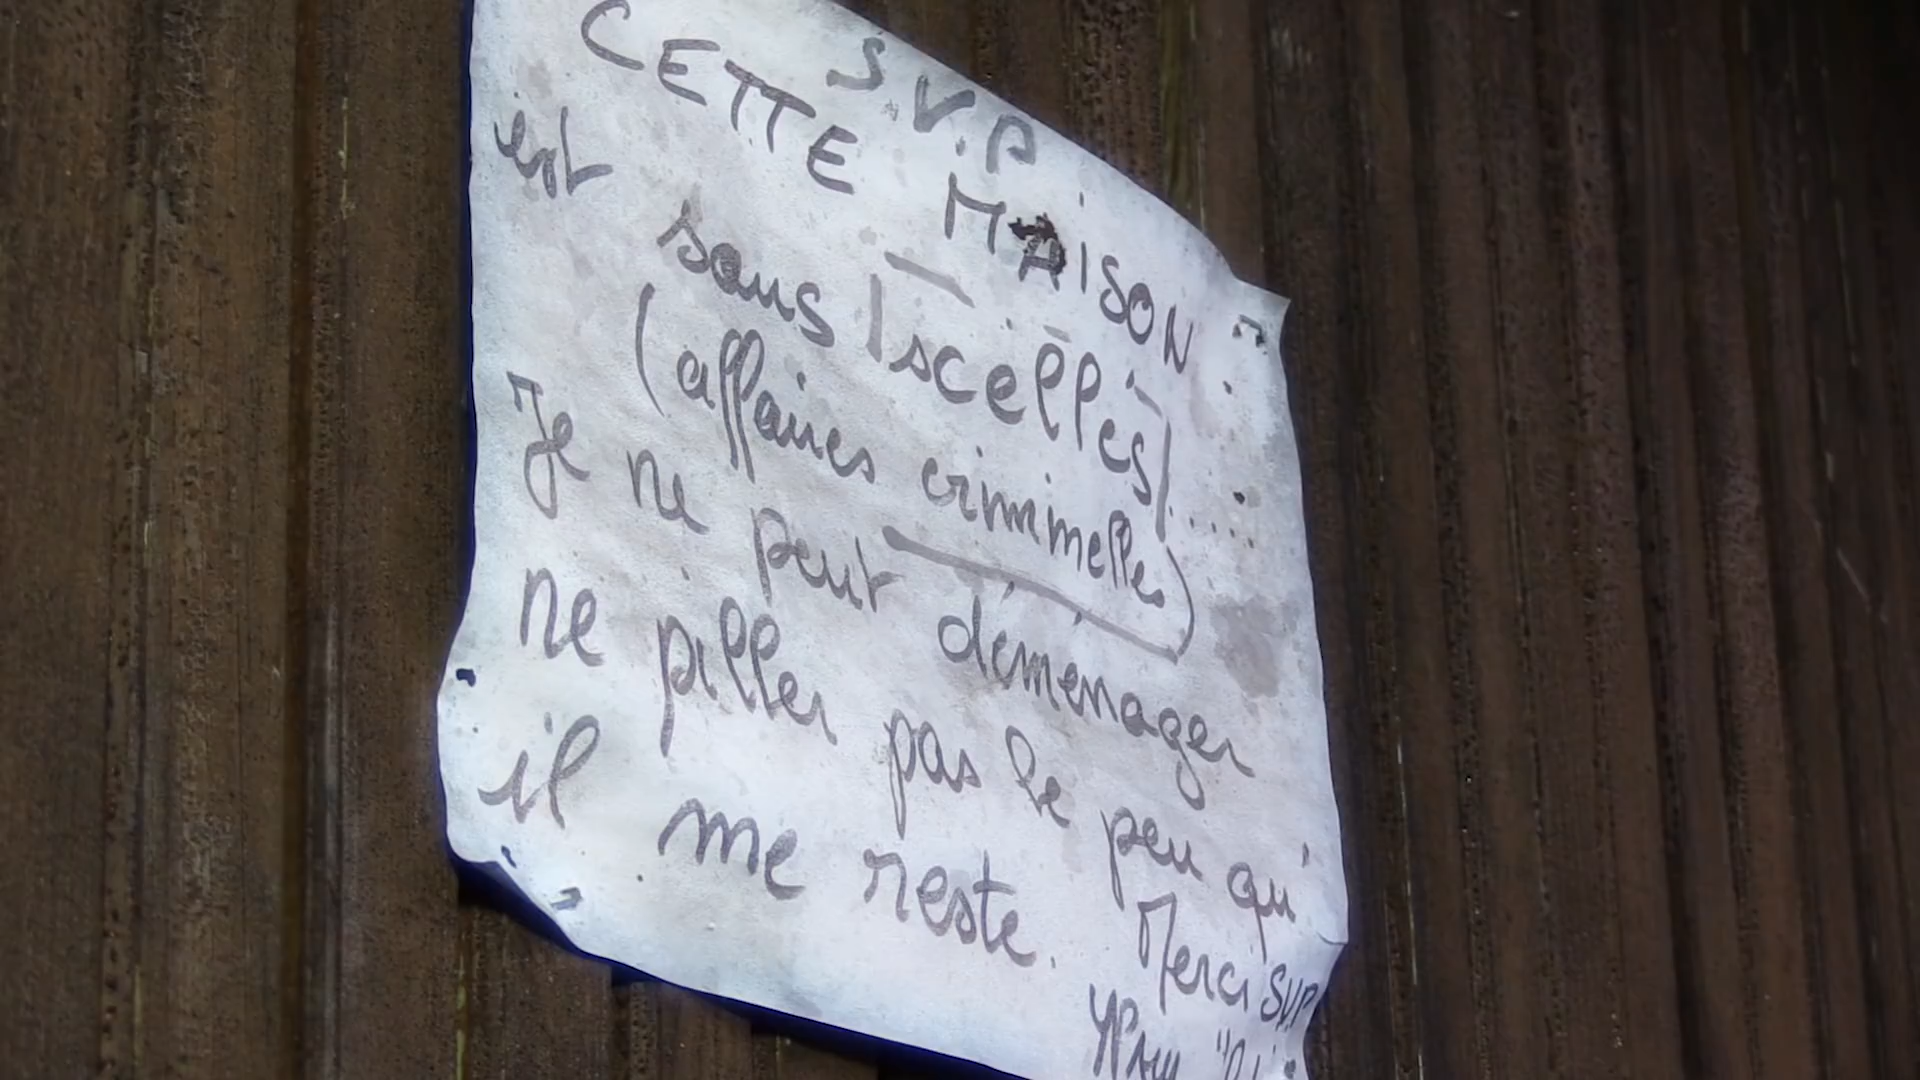 S.V.P
CETTE MAISON.
est sous |scellés|....
(affaires criminelles)
Je ne peut déménager
ne piller pas le peu qu'
il me reste.
Merci SVP